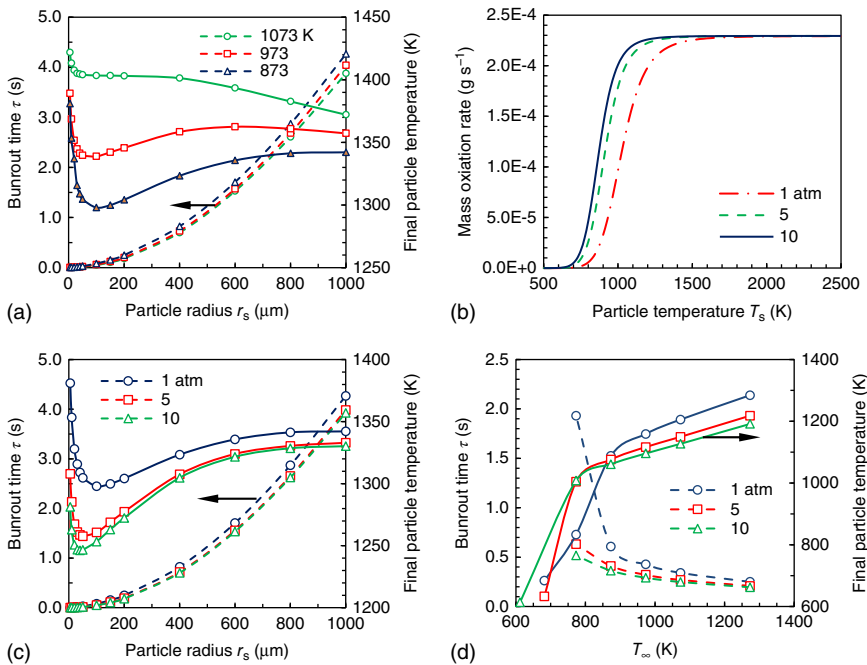 5.0
4.0
3.0
2.0
1.0
0.0
Bunrout time τ (s)
1073 K
973
873
1450
1400
1350
1300
1250
Final particle temperature (K)
0 200 400 600 800 1000
Particle radius rs (μm)
(a)
2.0E-4
1.5E-4
1.0E-4
5.0E-5
0.0E+0
Mass oxiation rate (g s⁻¹)
1 atm
5
10
500 1000 1500 2000 2500
Particle temperature Ts (K)
(b)
5.0
4.0
3.0
2.0
1.0
0.0
Bunrout time τ (s)
1 atm
5
10
1400
1350
1300
1250
1200
Final particle temperature (K)
0 200 400 600 800 1000
Particle radius rs (μm)
(c)
2.5
2.0
1.5
1.0
0.5
0.0
Bunrout time τ (s)
1 atm
5
10
1400
1200
1000
800
600
Final particle temperature (K)
600 800 1000 1200 1400
T∞ (K)
(d)